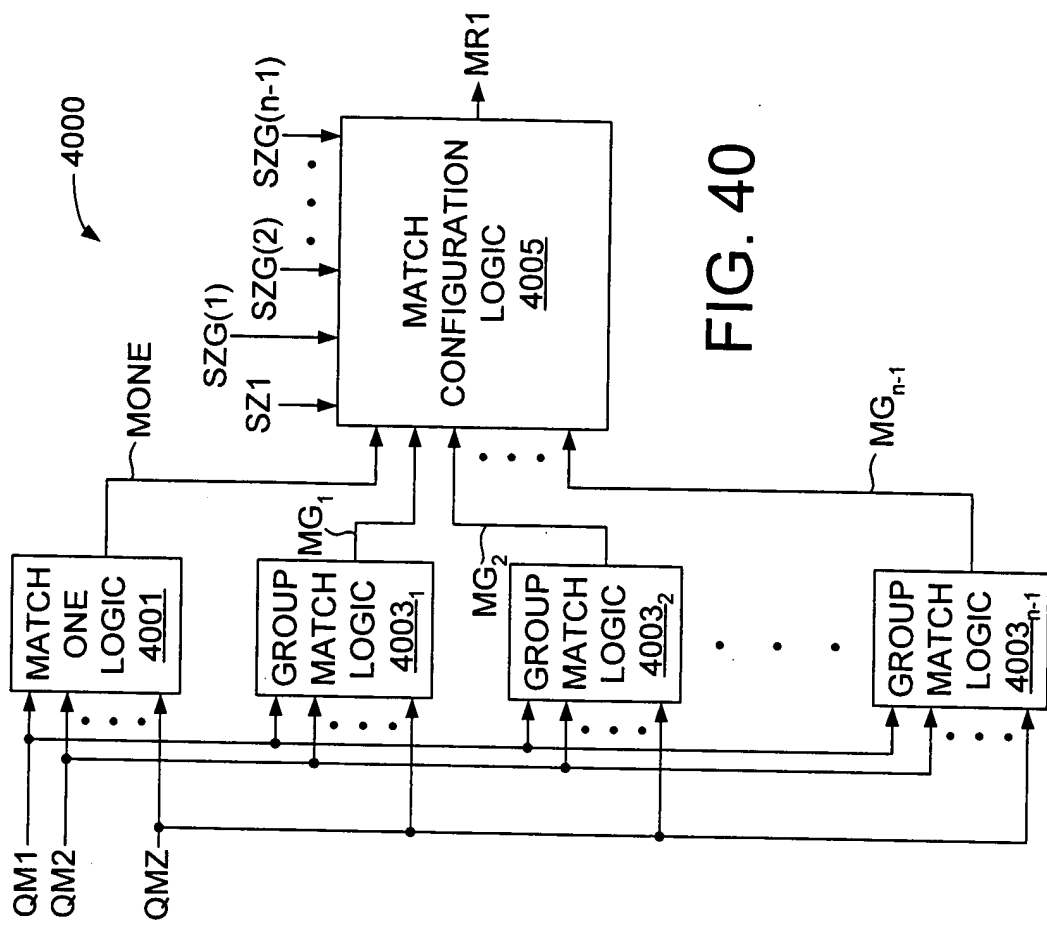 4000
QM1
QM2
QMZ
MATCH
ONE
LOGIC
4001
MONE
GROUP
MATCH
LOGIC
4003₁
MG₁
GROUP
MATCH
LOGIC
4003₂
MG₂
GROUP
MATCH
LOGIC
4003ₙ₋₁
MGₙ₋₁
SZ1
SZG(1)
SZG(2)
SZG(n-1)
MATCH
CONFIGURATION
LOGIC
4005
MR1
FIG. 40